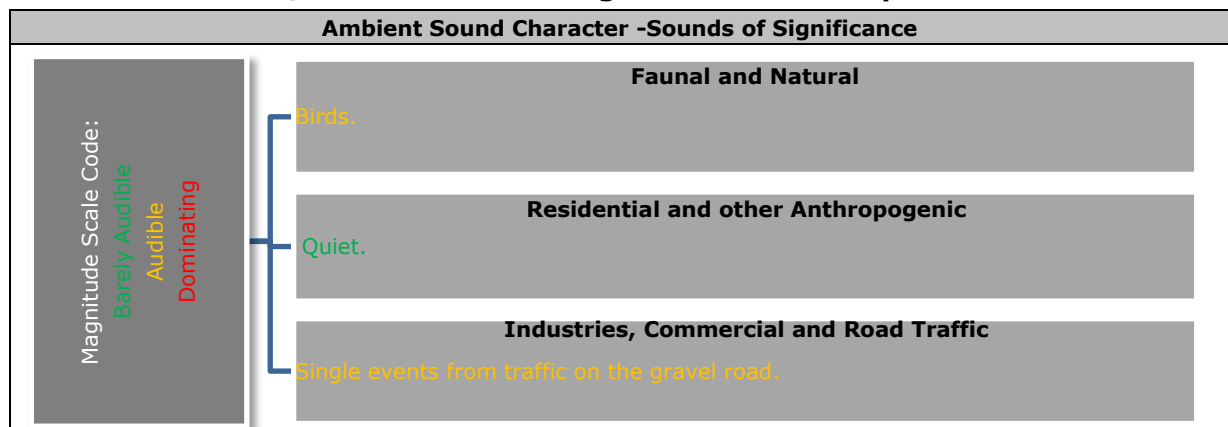 Ambient Sound Character -Sounds of Significance
Magnitude Scale Code:
Barely Audible
Audible
Dominating
Faunal and Natural
Birds.
Residential and other Anthropogenic
Quiet.
Industries, Commercial and Road Traffic
Single events from traffic on the gravel road.